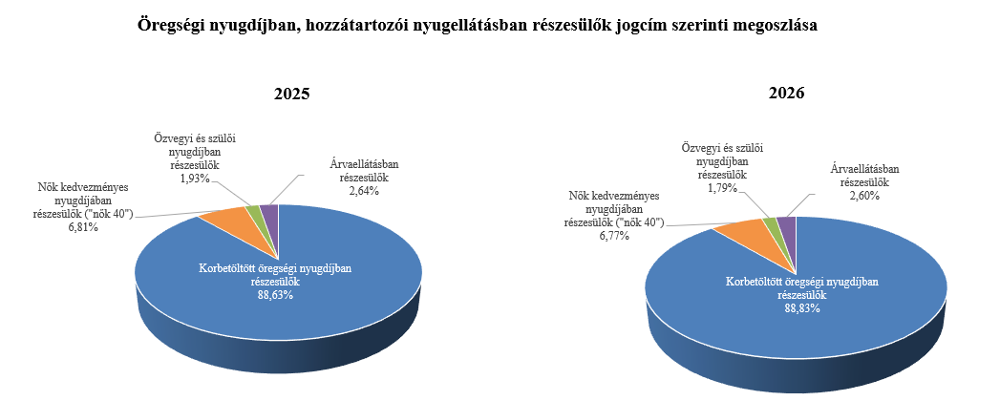 Öregségi nyugdíjban, hozzátartozói nyugellátásban részesülők jogcím szerinti megoszlása
2025
Özvegyi és szülői
nyugdíjban
részesülők
1,93%
Árvaellátásban
részesülők
2,64%
Nők kedvezményes
nyugdíjában
részesülők ("nők 40")
6,81%
Korbetöltött öregségi nyugdíjban
részesülők
88,63%
2026
Özvegyi és szülői
nyugdíjban
részesülők
1,79%
Árvaellátásban
részesülők
2,60%
Nők kedvezményes
nyugdíjában
részesülők ("nők 40")
6,77%
Korbetöltött öregségi nyugdíjban
részesülők
88,83%